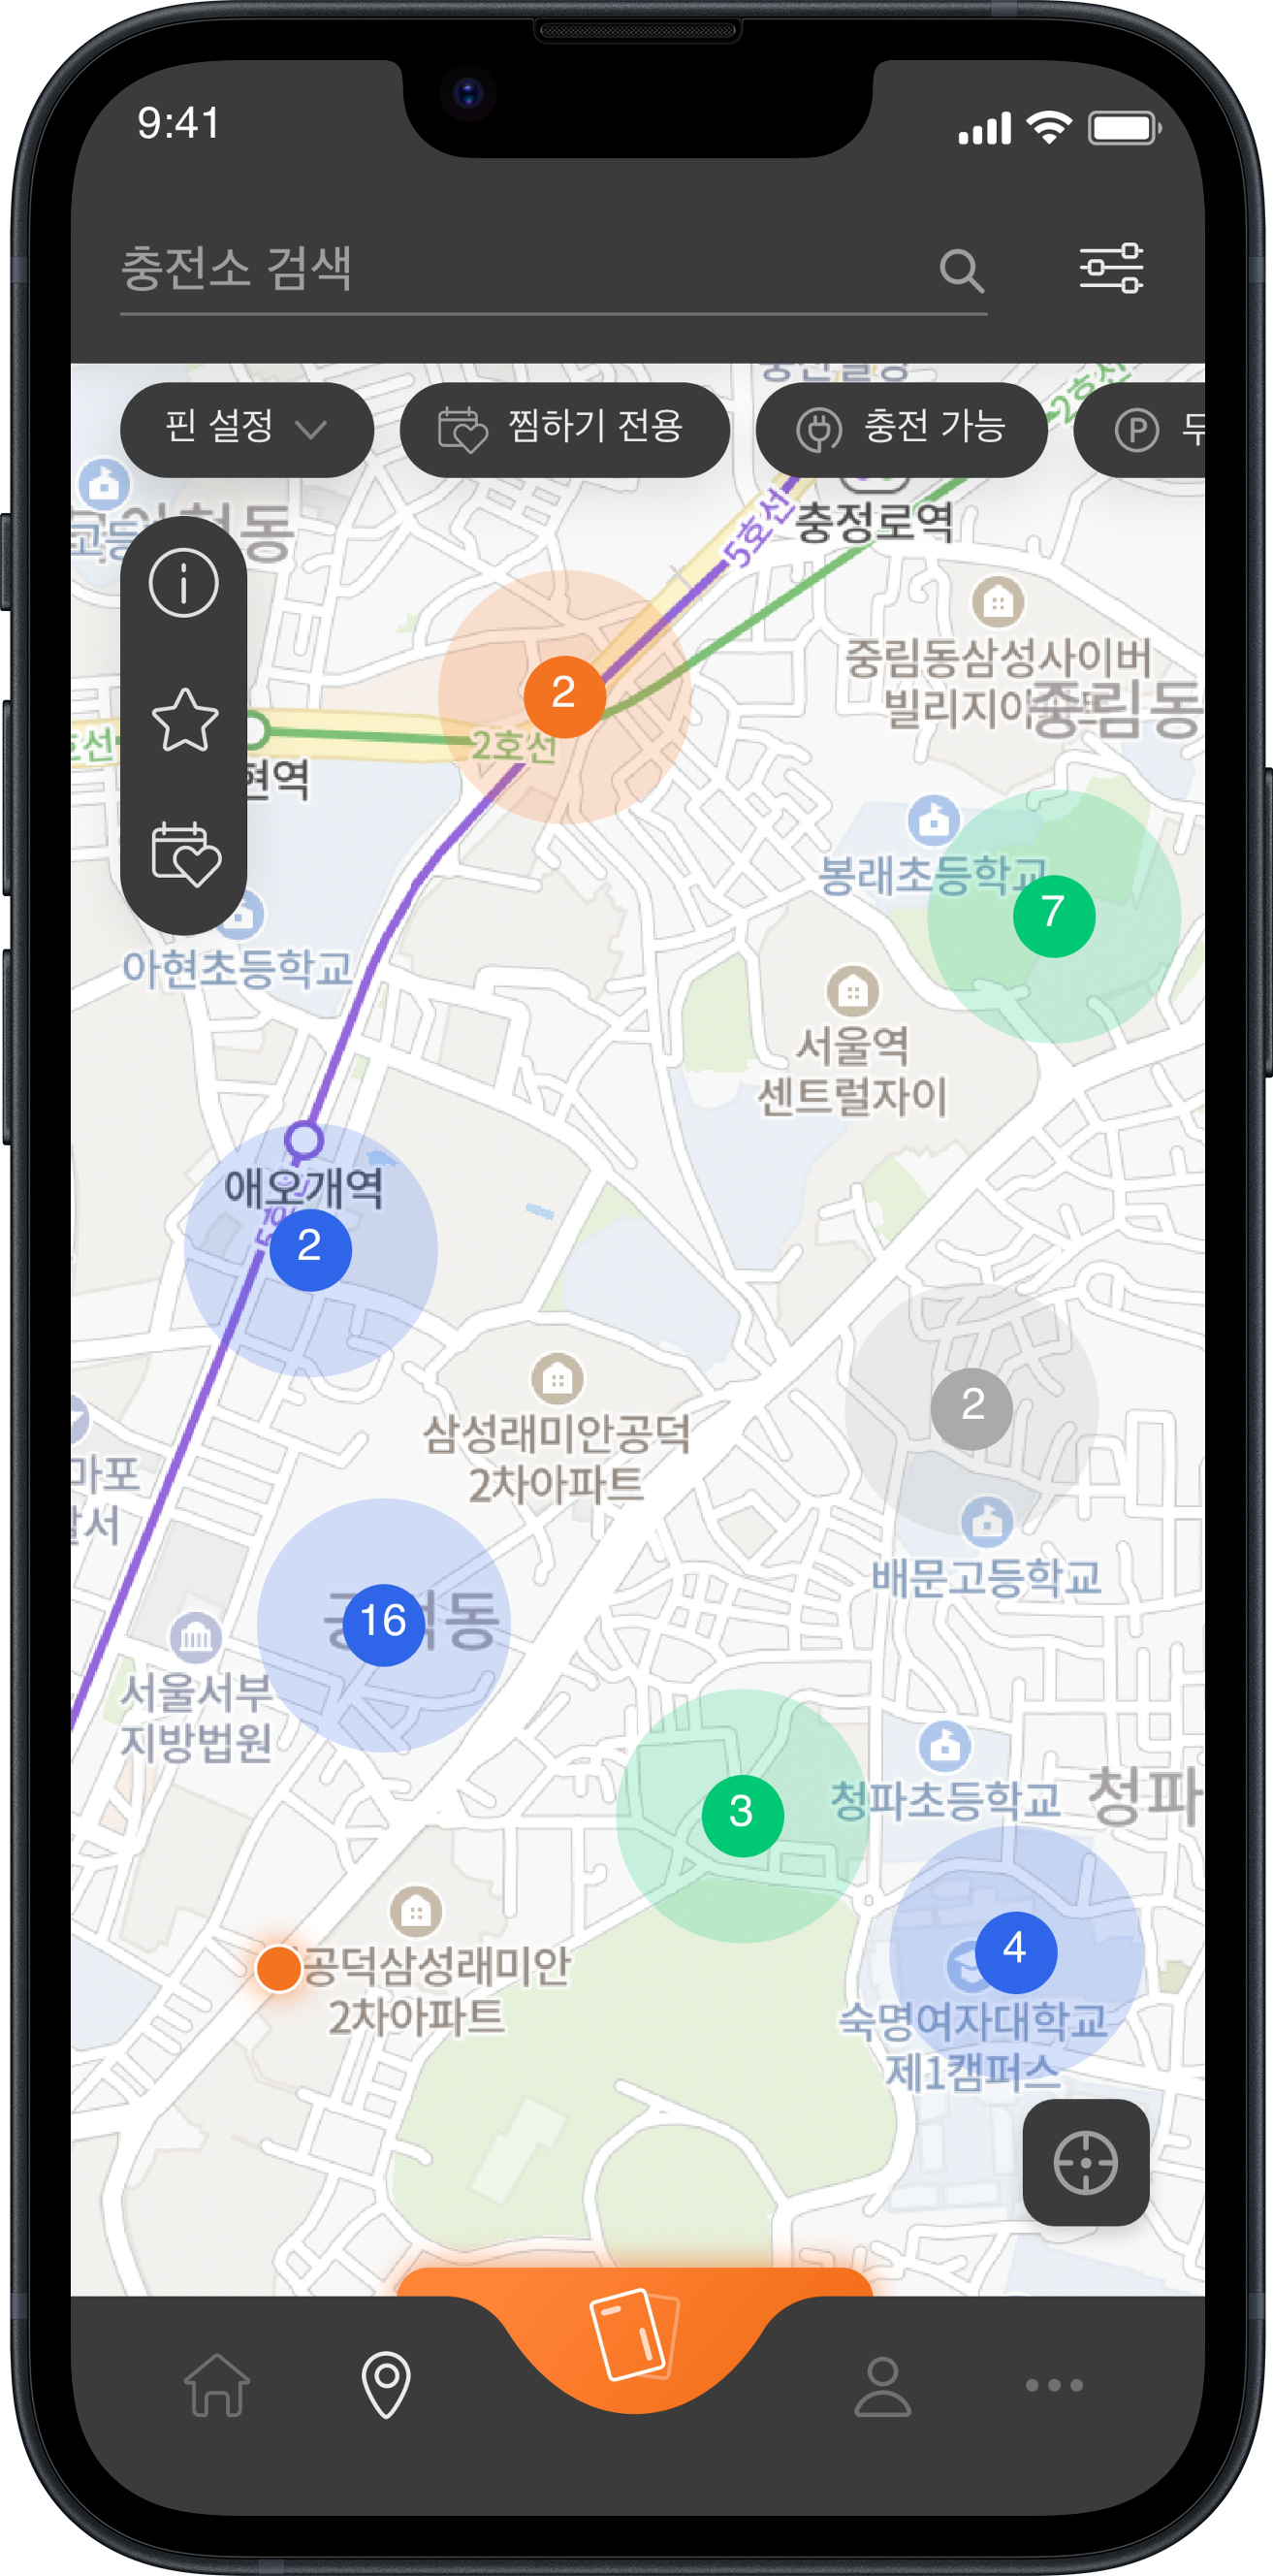 9:41
충전소 검색
핀 설정
찜하기 전용
충전 가능
P
2호선
5호선
충정로역
중림동삼성사이버
빌리지아
중림동
2
2호선
현역
봉래초등학교
7
아현초등학교
서울역
센트럴자이
애오개역
2
2
삼성래미안공덕
2차아파트
마포
배문고등학교
16
서울서부
지방법원
3
청파초등학교
청파
4
공덕삼성래미안
2차아파트
숙명여자대학교
제1캠퍼스